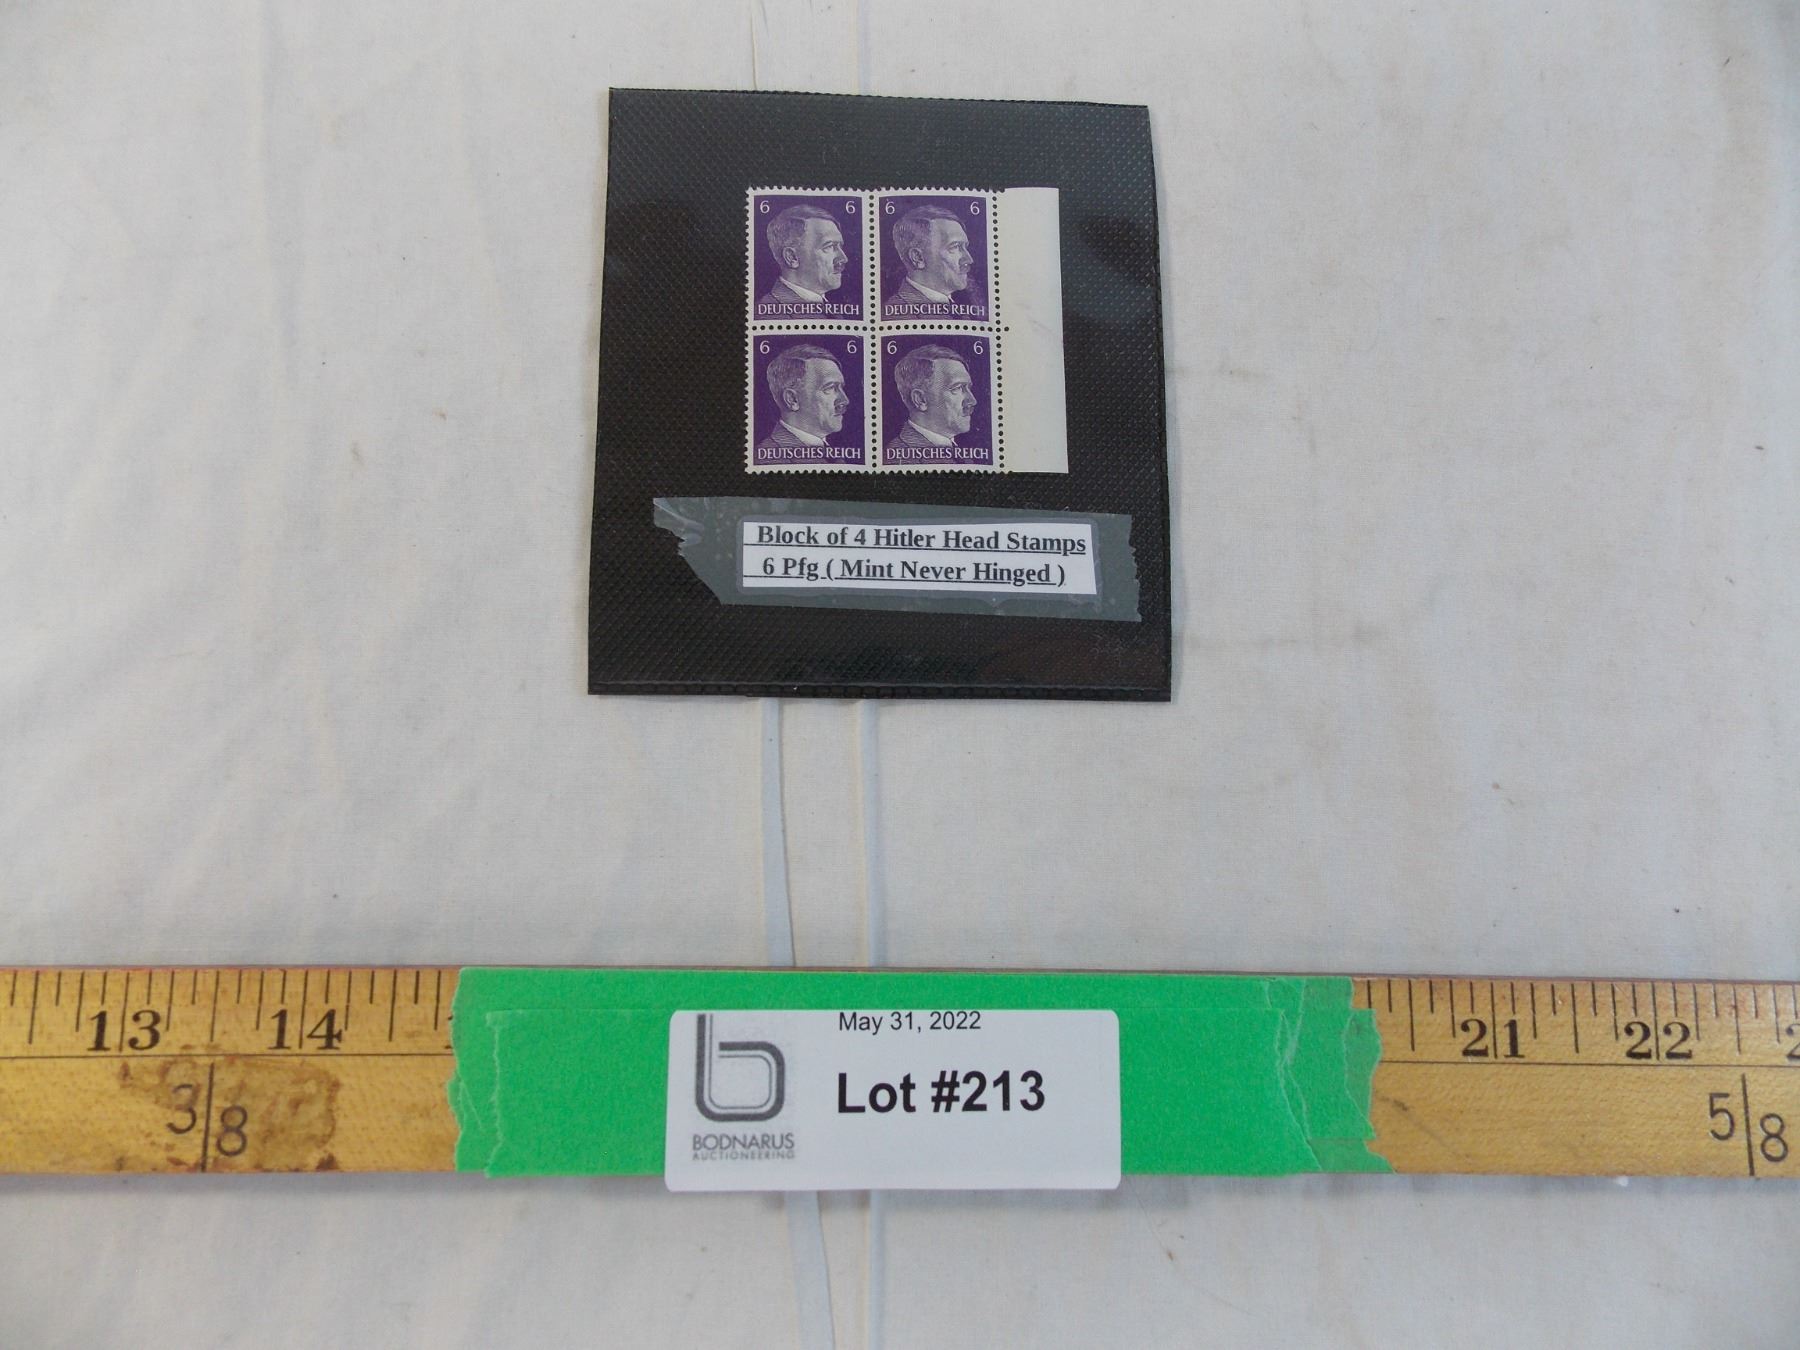 6 6 6 6
DEUTSCHES REICH DEUTSCHES REICH
6 6 6 6
DEUTSCHES REICH DEUTSCHES REICH
Block of 4 Hitler Head Stamps
6 Pfg ( Mint Never Hinged )
13 14 21 22
May 31, 2022
Lot #213
3 8 5 8
BODNARUS
AUCTIONEERING